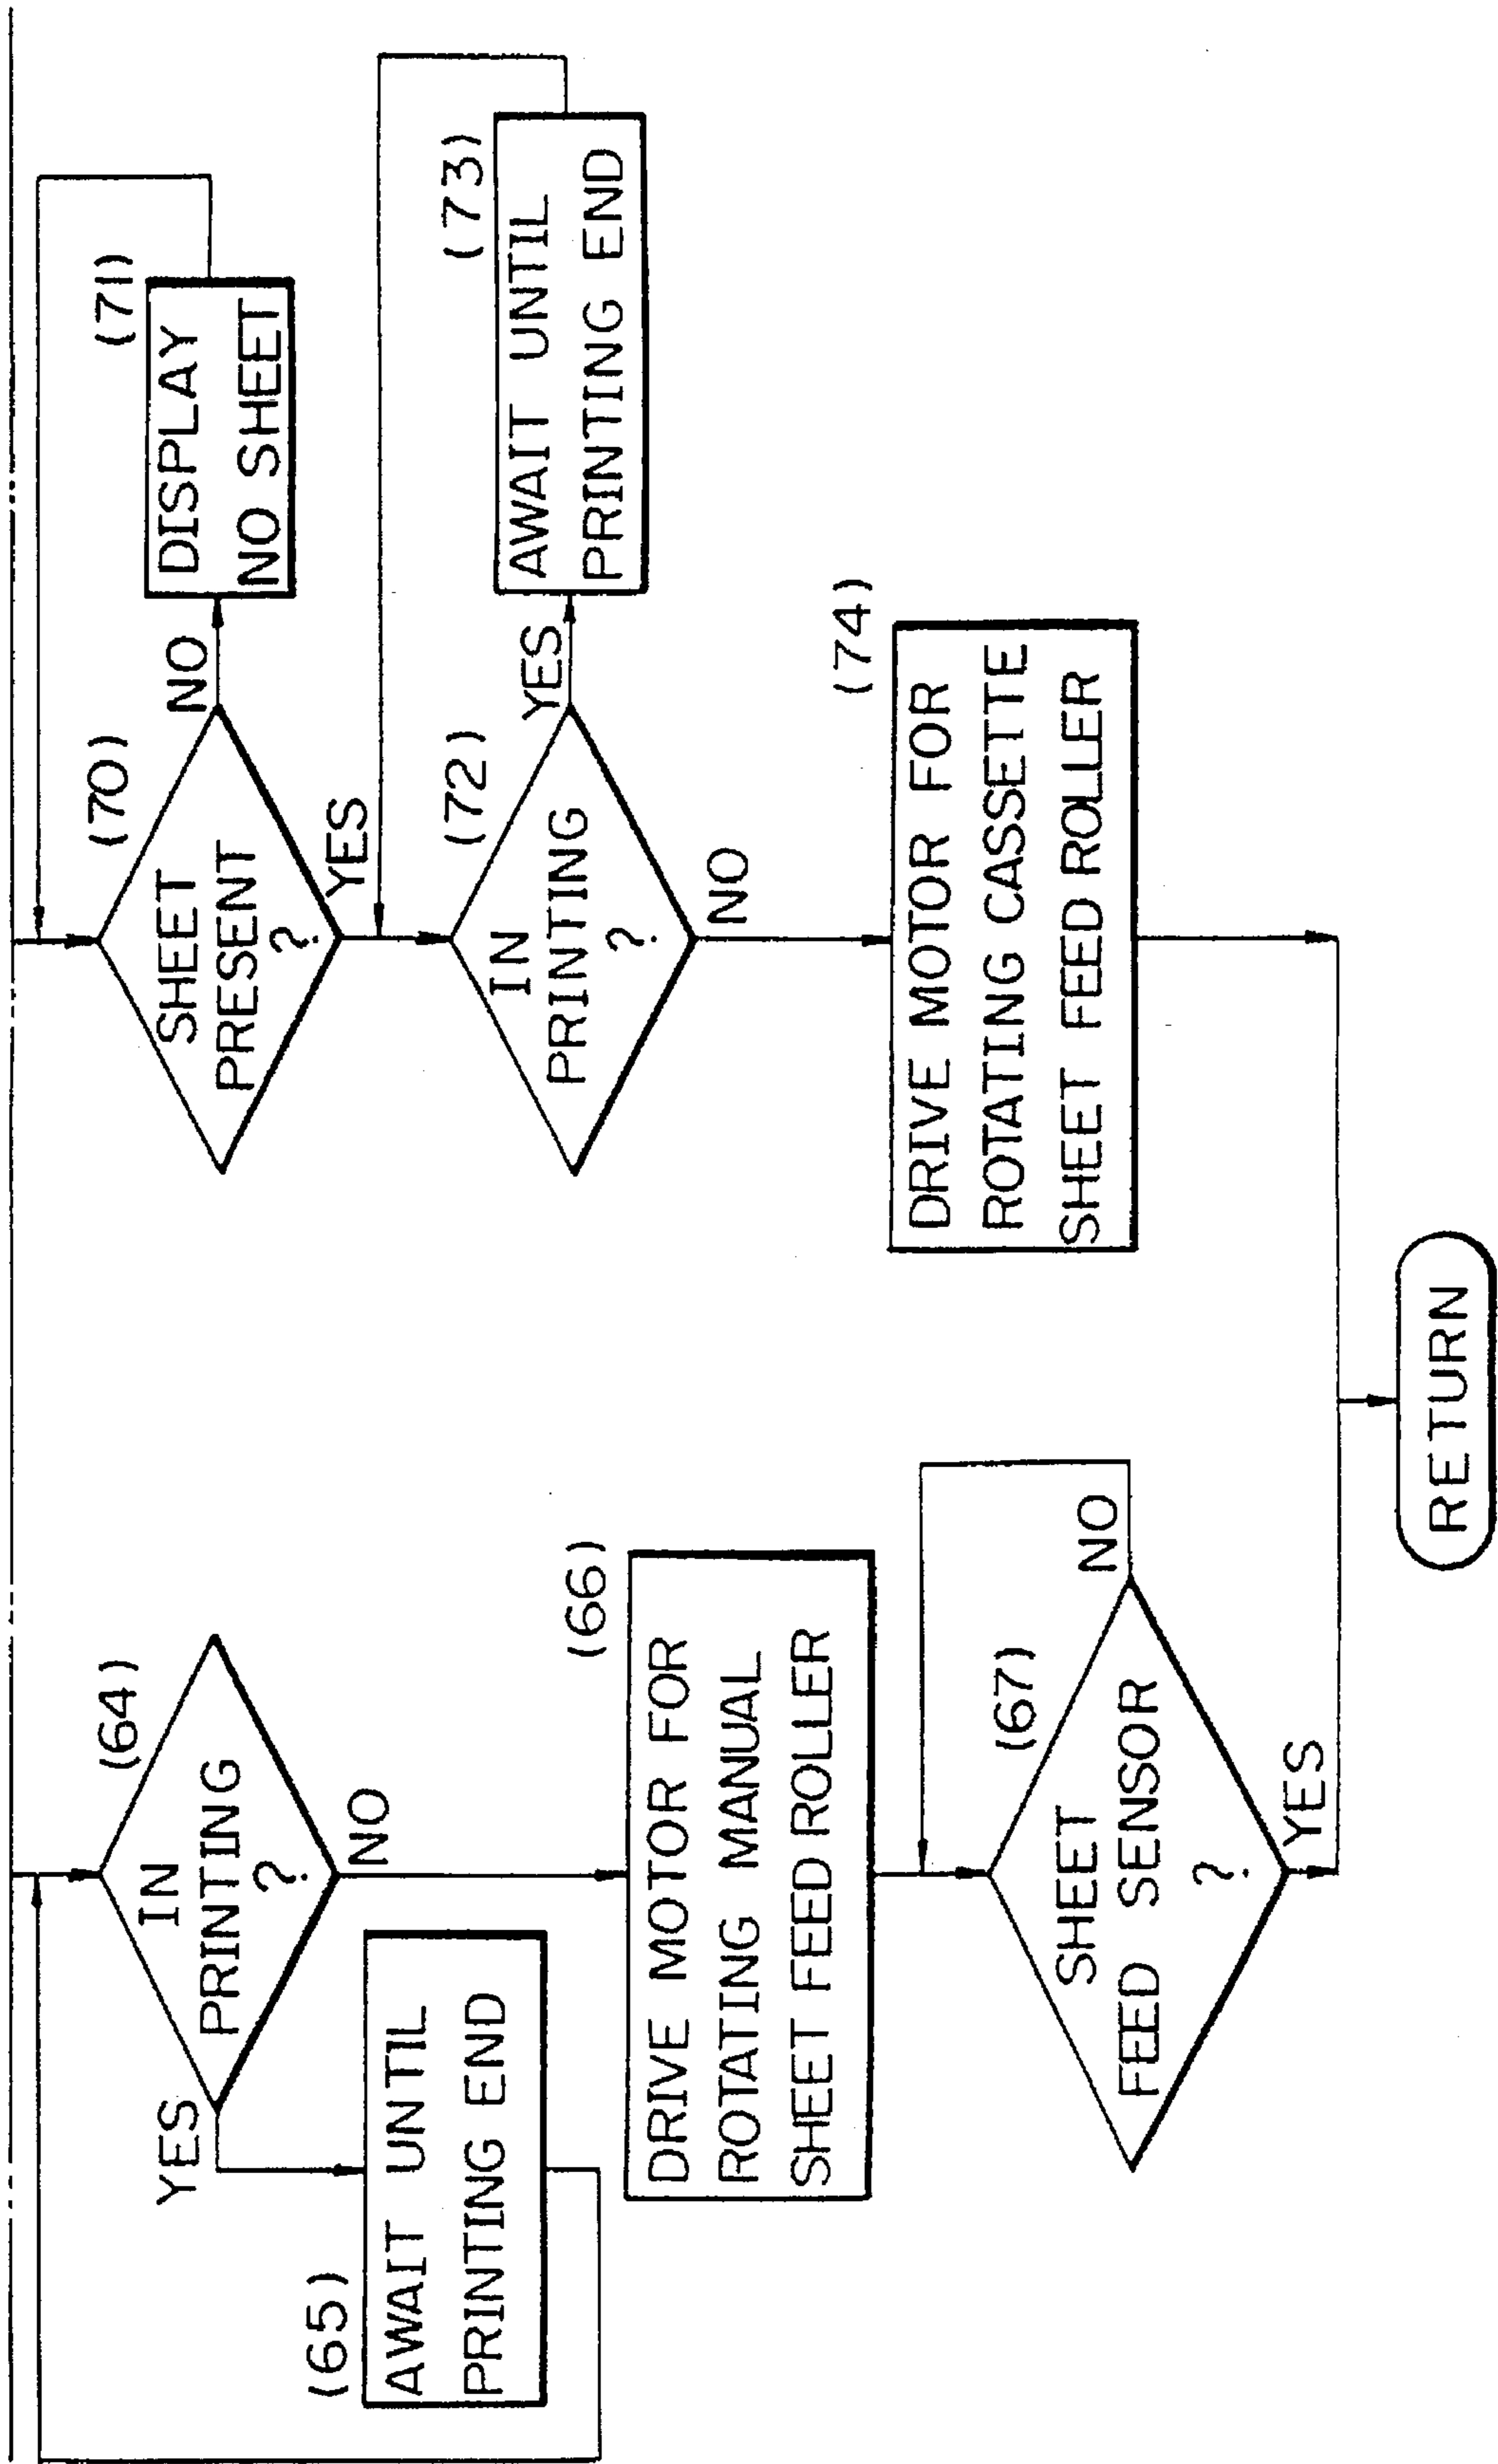 (64)
IN
PRINTING
?
YES
NO
(65)
AWAIT UNTIL
PRINTING END
(66)
DRIVE MOTOR FOR
ROTATING MANUAL
SHEET FEED ROLLER
(67)
SHEET
FEED SENSOR
?
NO
YES
(70)
SHEET
PRESENT
?
NO
YES
(71)
DISPLAY
NO SHEET
(72)
IN
PRINTING
?
YES
NO
(73)
AWAIT UNTIL
PRINTING END
(74)
DRIVE MOTOR FOR
ROTATING CASSETTE
SHEET FEED ROLLER
RETURN